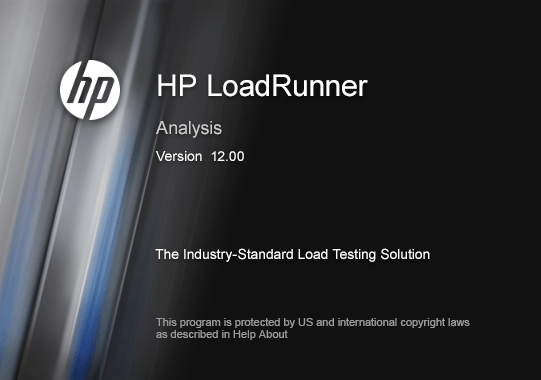 hp
HP LoadRunner
Analysis
Version 12.00
The Industry-Standard Load Testing Solution
This program is protected by US and international copyright laws
as described in Help About